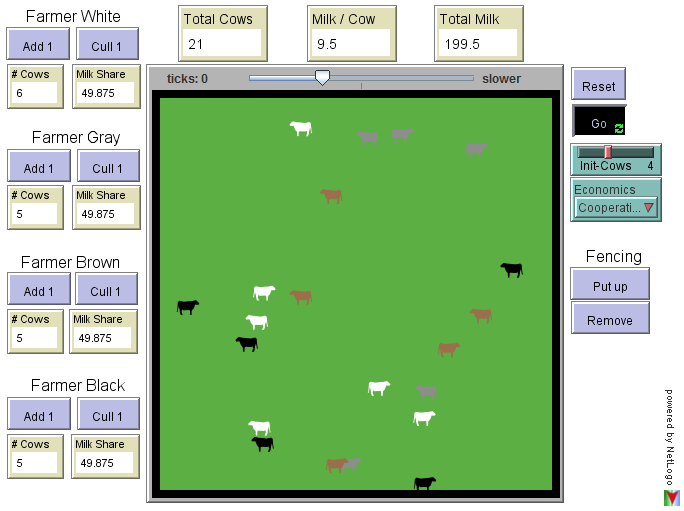 Farmer White
Add 1
Cull 1
# Cows
6
Milk Share
49.875
Farmer Gray
Add 1
Cull 1
# Cows
5
Milk Share
49.875
Farmer Brown
Add 1
Cull 1
# Cows
5
Milk Share
49.875
Farmer Black
Add 1
Cull 1
# Cows
5
Milk Share
49.875
Total Cows
21
Milk / Cow
9.5
Total Milk
199.5
ticks: 0
slower
Reset
Go
Init-Cows 4
Economics
Cooperati...
Fencing
Put up
Remove
powered by NetLogo